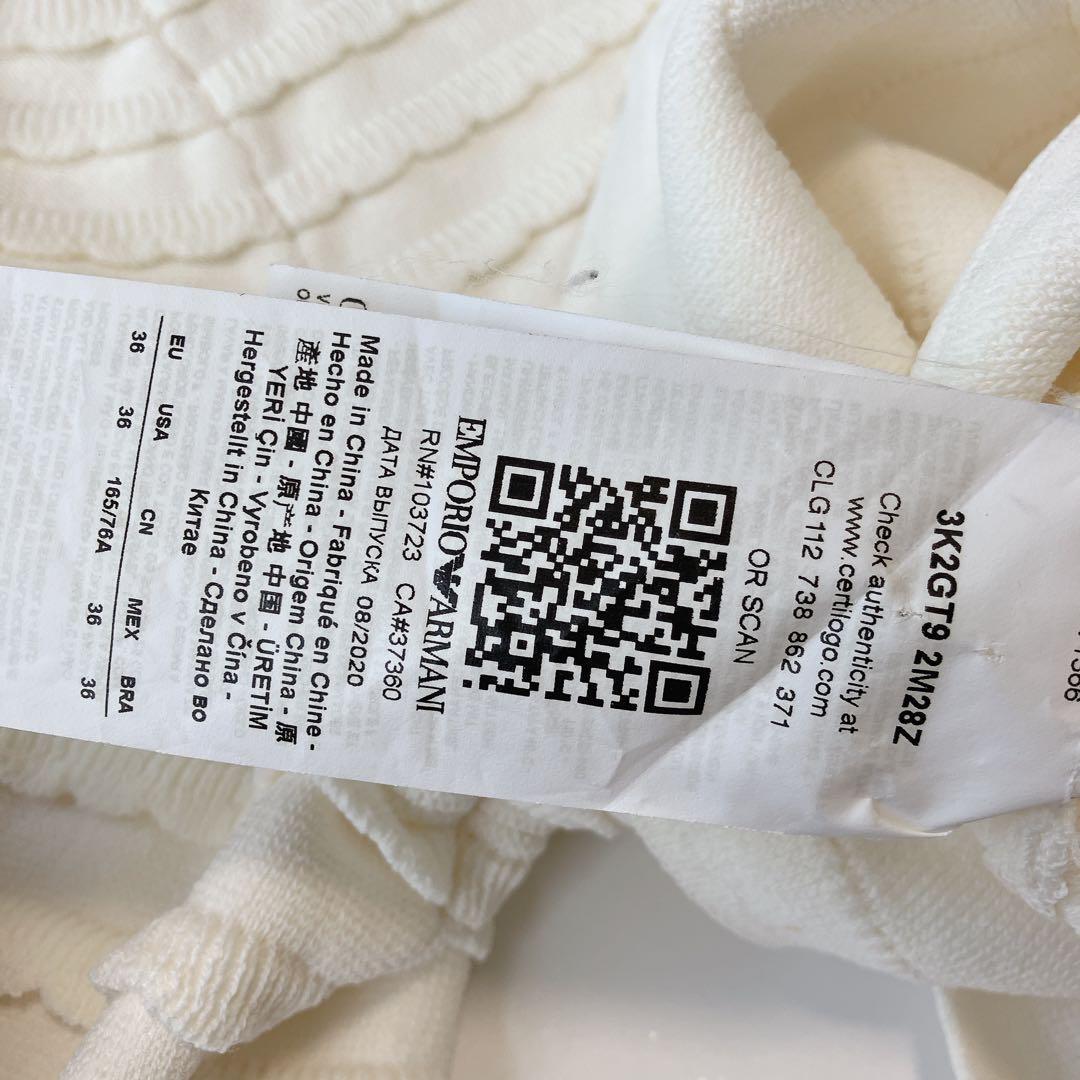 3K2GT9 2M28Z
Check authenticity at
www.certilogo.com
CLG 112 738 862 371
OR SCAN
EMPORIO ARMANI
RN#103723 CA#37360
ДАТА ВЫПУСКА 08/2020
Made in China - Fabriqué en Chine -
Hecho en China - Origem China - 原
產地 中國 - 原产地 中国 - ÜRETİM
YERİ Çin - Vyrobeno v Čína -
Hergestellt in China - Сделано во
Китае
EU USA CN MEX BRA
36 36 165/76A 36 36